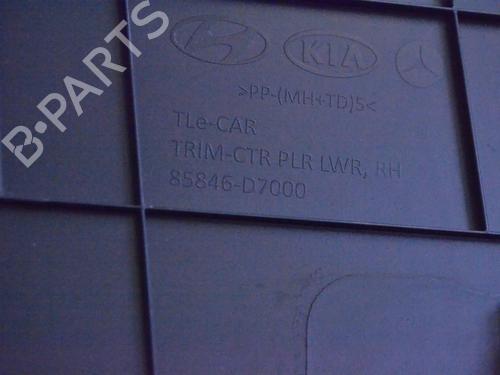 KIA
>PP-(MH+TD)5<
TLe-CAR
TRIM-CTR PLR LWR, RH
85846-D7000
B-PARTS